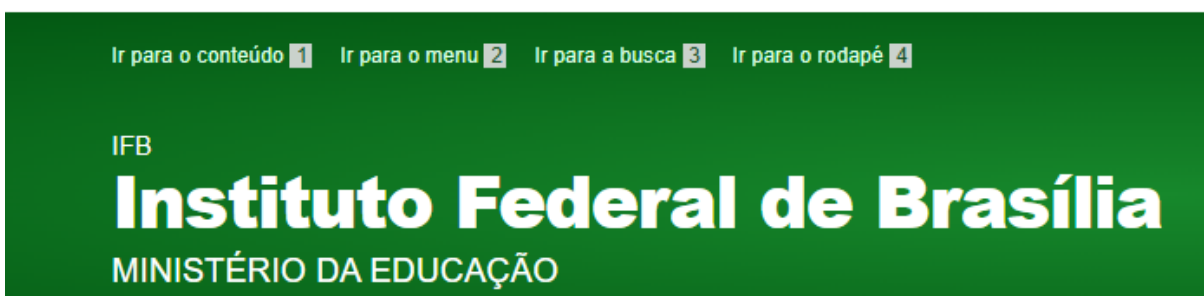 Ir para o conteúdo 1 Ir para o menu 2 Ir para a busca 3 Ir para o rodapé 4
IFB
Instituto Federal de Brasília
MINISTÉRIO DA EDUCAÇÃO